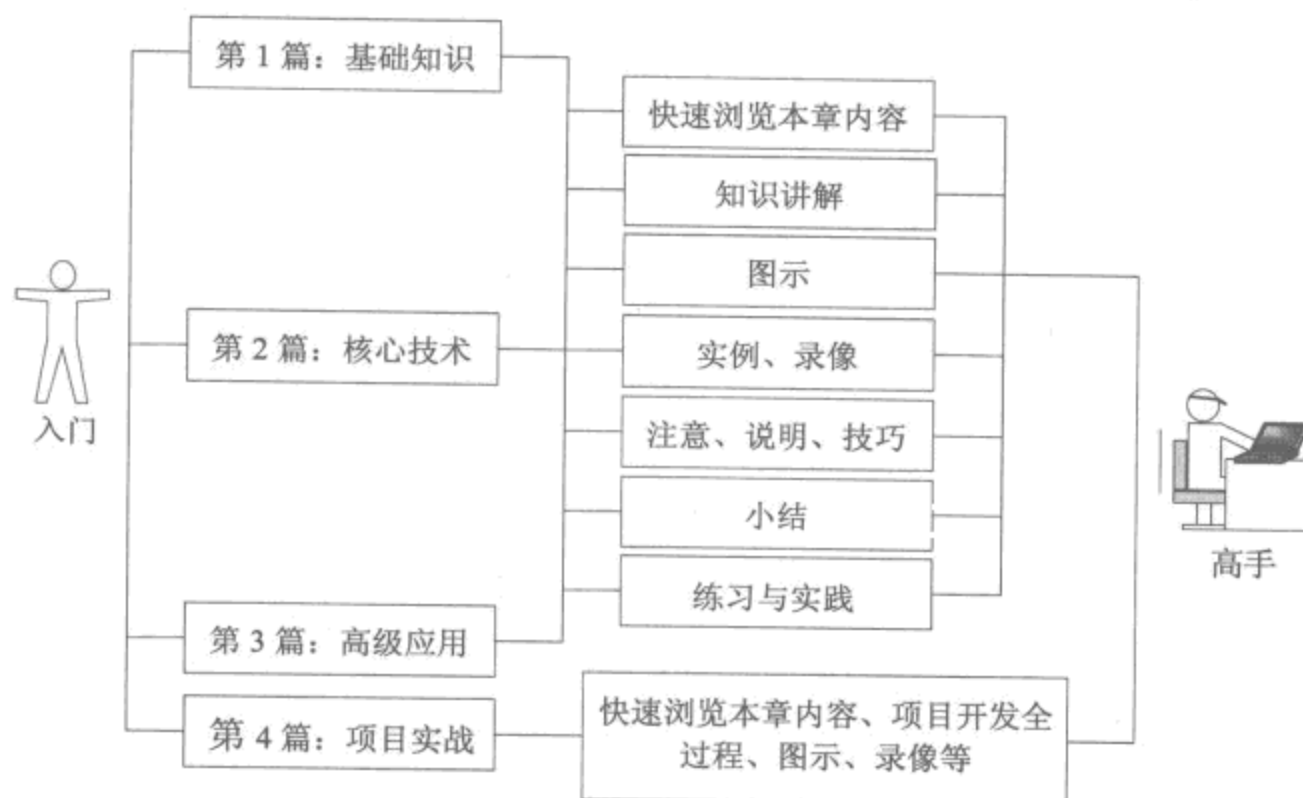 第 1 篇：基础知识
快速浏览本章内容
知识讲解
图示
第 2 篇：核心技术
实例、录像
入门
注意、说明、技巧
小结
高手
练习与实践
第 3 篇：高级应用
第 4 篇：项目实战
快速浏览本章内容、项目开发全
过程、图示、录像等